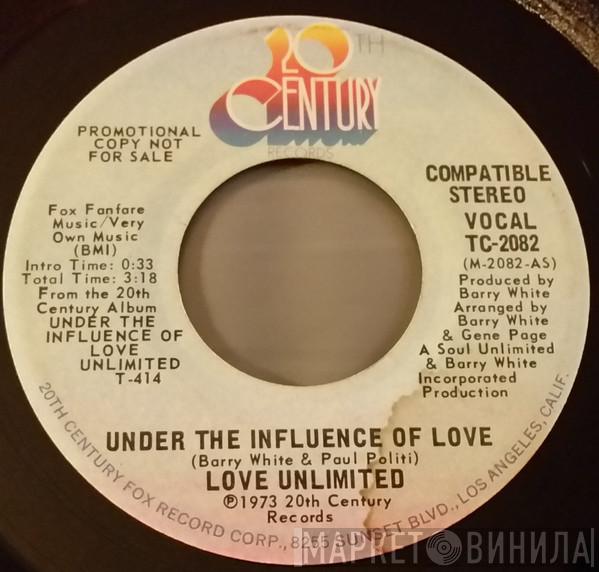 20TH
CENTURY
RECORDS
PROMOTIONAL
COPY NOT
FOR SALE
Fox Fanfare
Music/Very
Own Music
(BMI)
Intro Time: 0:33
Total Time: 3:18
From the 20th
Century Album
UNDER THE
INFLUENCE OF
LOVE
UNLIMITED
T-414
COMPATIBLE
STEREO
VOCAL
TC-2082
(M-2082-AS)
Produced by
Barry White
Arranged by
Barry White
& Gene Page
A Soul Unlimited
& Barry White
Incorporated
Production
UNDER THE INFLUENCE OF LOVE
(Barry White & Paul Politi)
LOVE UNLIMITED
℗1973 20th Century
Records
20TH CENTURY FOX RECORD CORP., 8255 SUNSET BLVD., LOS ANGELES, CALIF.
МАРКЕТ ВИНИЛА